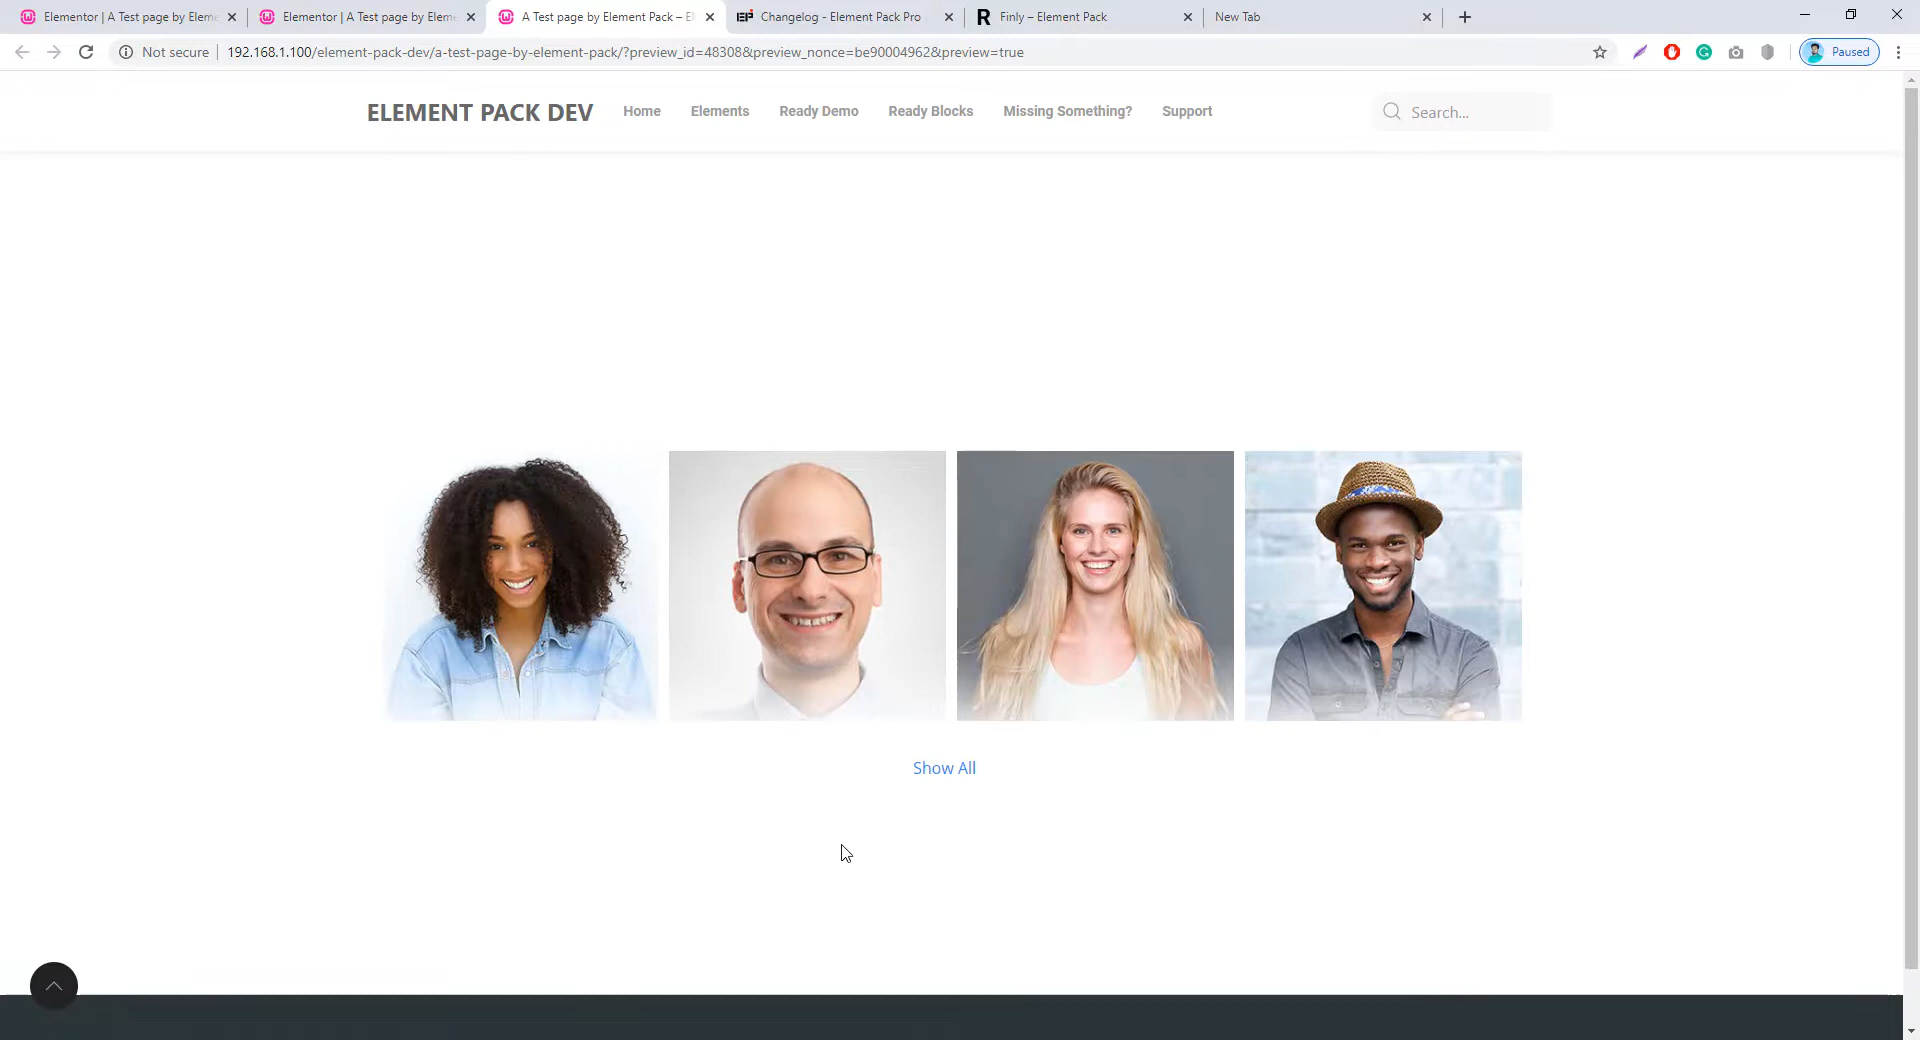 Elementor | A Test page by Eleme
Elementor | A Test page by Eleme
A Test page by Element Pack – El
Changelog - Element Pack Pro
Finly – Element Pack
New Tab
Not secure
192.168.1.100/element-pack-dev/a-test-page-by-element-pack/?preview_id=48308&preview_nonce=be90004962&preview=true
Paused
ELEMENT PACK DEV
Home
Elements
Ready Demo
Ready Blocks
Missing Something?
Support
Search...
Show All